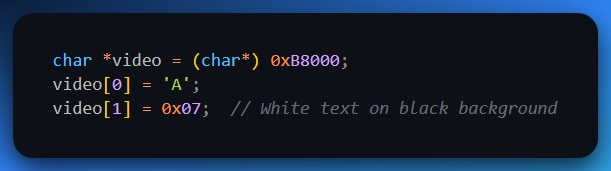 char *video = (char*) 0xB8000;
video[0] = 'A';
video[1] = 0x07;  // White text on black background